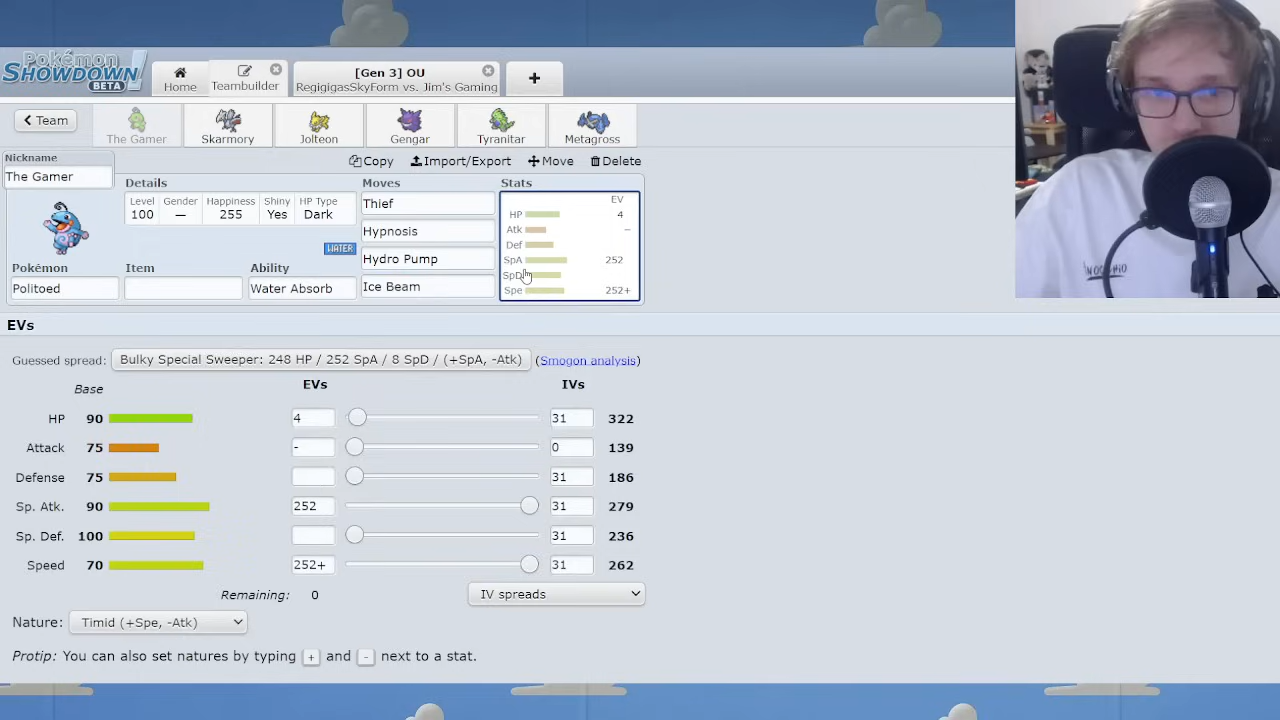 Pokémon
SHOWDOWN!
BETA
Home
Teambuilder
[Gen 3] OU
RegigigasSkyForm vs. Jim's Gaming
+
Team
The Gamer
Skarmory
Jolteon
Gengar
Tyranitar
Metagross
Copy
Import/Export
Move
Delete
Nickname
The Gamer
Details
Level Gender Happiness Shiny HP Type
100 — 255 Yes Dark
WATER
Pokémon
Politoed
Item
Ability
Water Absorb
Moves
Thief
Hypnosis
Hydro Pump
Ice Beam
Stats
EV
HP 4
Atk –
Def
SpA 252
SpD
Spe 252+
EVs
Guessed spread: Bulky Special Sweeper: 248 HP / 252 SpA / 8 SpD / (+SpA, -Atk) (Smogon analysis)
Base EVs IVs
HP 90 4 31 322
Attack 75 - 0 139
Defense 75 31 186
Sp. Atk. 90 252 31 279
Sp. Def. 100 31 236
Speed 70 252+ 31 262
Remaining: 0
IV spreads
Nature: Timid (+Spe, -Atk)
Protip: You can also set natures by typing + and - next to a stat.